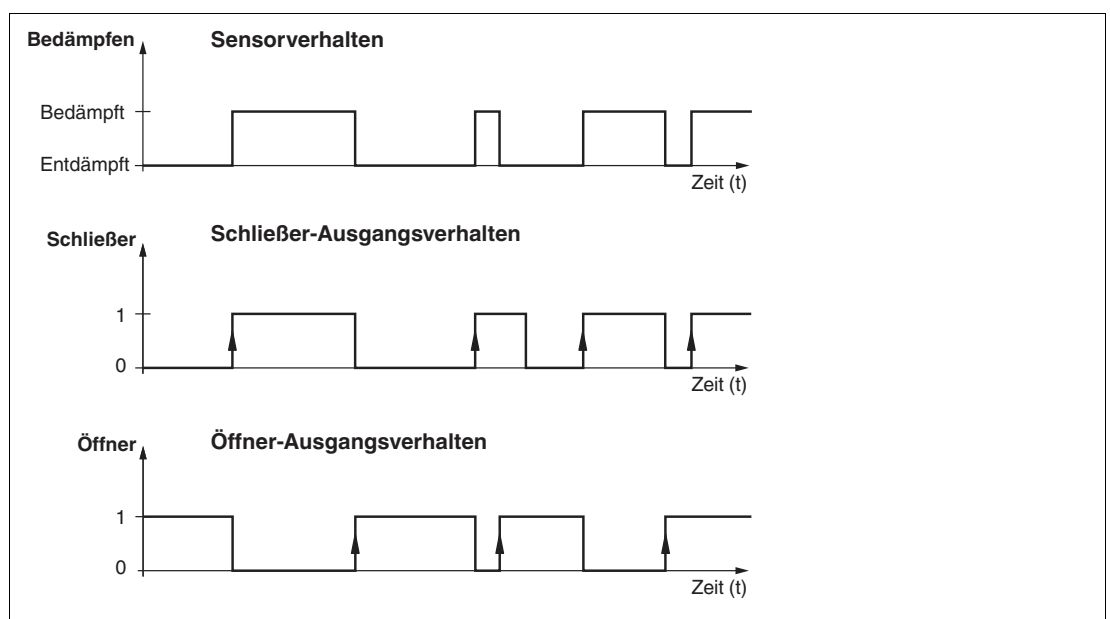 Bedämpfen
Sensorverhalten
Bedämpft
Entdämpft
Zeit (t)
Schließer
Schließer-Ausgangsverhalten
1
0
Zeit (t)
Öffner
Öffner-Ausgangsverhalten
1
0
Zeit (t)